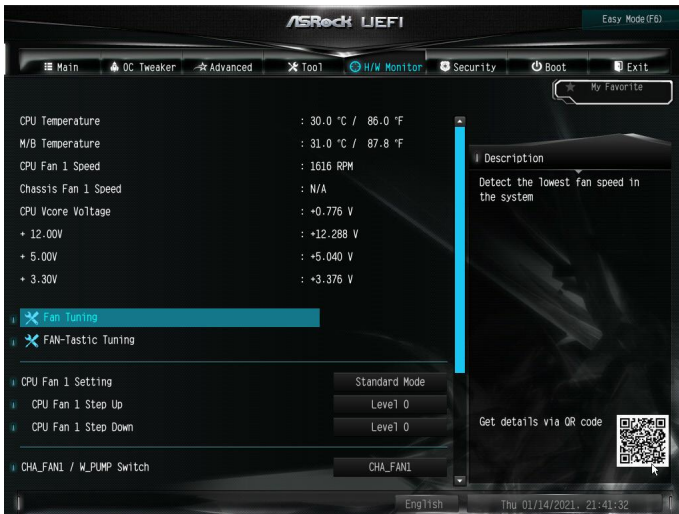 ASRock UEFI
Easy Mode(F6)
Main OC Tweaker Advanced Tool H/W Monitor Security Boot Exit
My Favorite
CPU Temperature : 30.0 °C / 86.0 °F
M/B Temperature : 31.0 °C / 87.8 °F
CPU Fan 1 Speed : 1616 RPM
Chassis Fan 1 Speed : N/A
CPU Vcore Voltage : +0.776 V
+ 12.00V : +12.288 V
+ 5.00V : +5.040 V
+ 3.30V : +3.376 V
Fan Tuning
FAN-Tastic Tuning
CPU Fan 1 Setting Standard Mode
CPU Fan 1 Step Up Level 0
CPU Fan 1 Step Down Level 0
CHA_FAN1 / W_PUMP Switch CHA_FAN1
Description
Detect the lowest fan speed in
the system
Get details via QR code
English
Thu 01/14/2021. 21:41:32